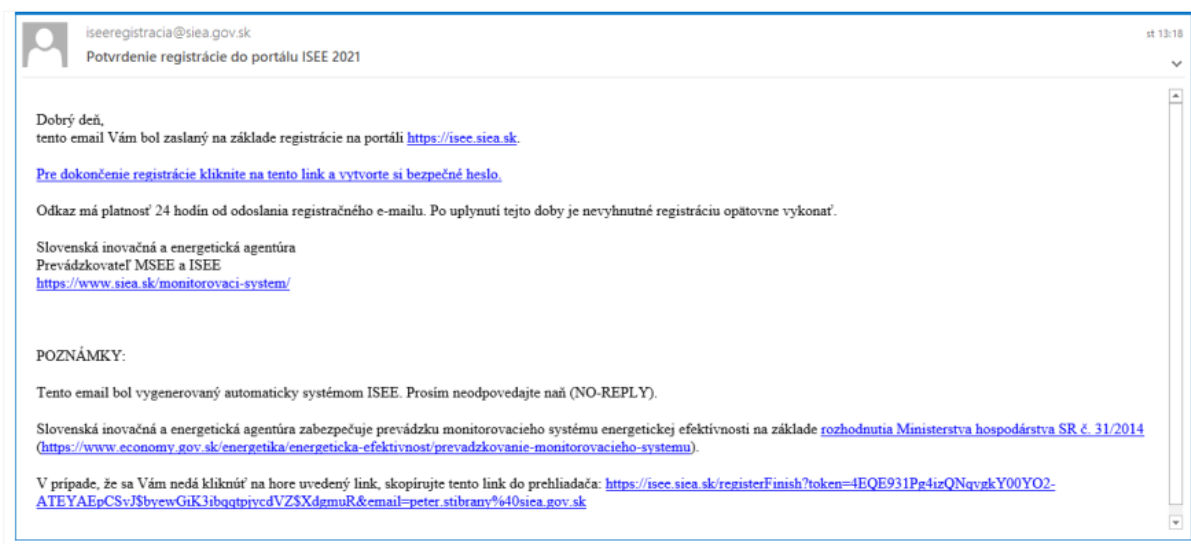 iseeregistracia@siea.gov.sk
st 13:18
Potvrdenie registrácie do portálu ISEE 2021
Dobrý deň,
tento email Vám bol zaslaný na základe registrácie na portáli https://isee.siea.sk.
Pre dokončenie registrácie kliknite na tento link a vytvorte si bezpečné heslo.
Odkaz má platnosť 24 hodín od odoslania registračného e-mailu. Po uplynutí tejto doby je nevyhnutné registráciu opätovne vykonať.
Slovenská inovačná a energetická agentúra
Prevádzkovateľ MSEE a ISEE
https://www.siea.sk/monitorovaci-system/
POZNÁMKY:
Tento email bol vygenerovaný automaticky systémom ISEE. Prosím neodpovedajte naň (NO-REPLY).
Slovenská inovačná a energetická agentúra zabezpečuje prevádzku monitorovacieho systému energetickej efektívnosti na základe rozhodnutia Ministerstva hospodárstva SR č. 31/2014
(https://www.economy.gov.sk/energetika/energeticka-efektivnost/prevadzkovanie-monitorovacieho-systemu).
V prípade, že sa Vám nedá kliknúť na hore uvedený link, skopírujte tento link do prehliadača: https://isee.siea.sk/registerFinish?token=4EQE931Pg4izQNqvgkY00YO2-
ATEYAEpCSvJ$byewGiK3ibqqtpjycdVZ$XdgmuR&email=peter.stibrany%40siea.gov.sk